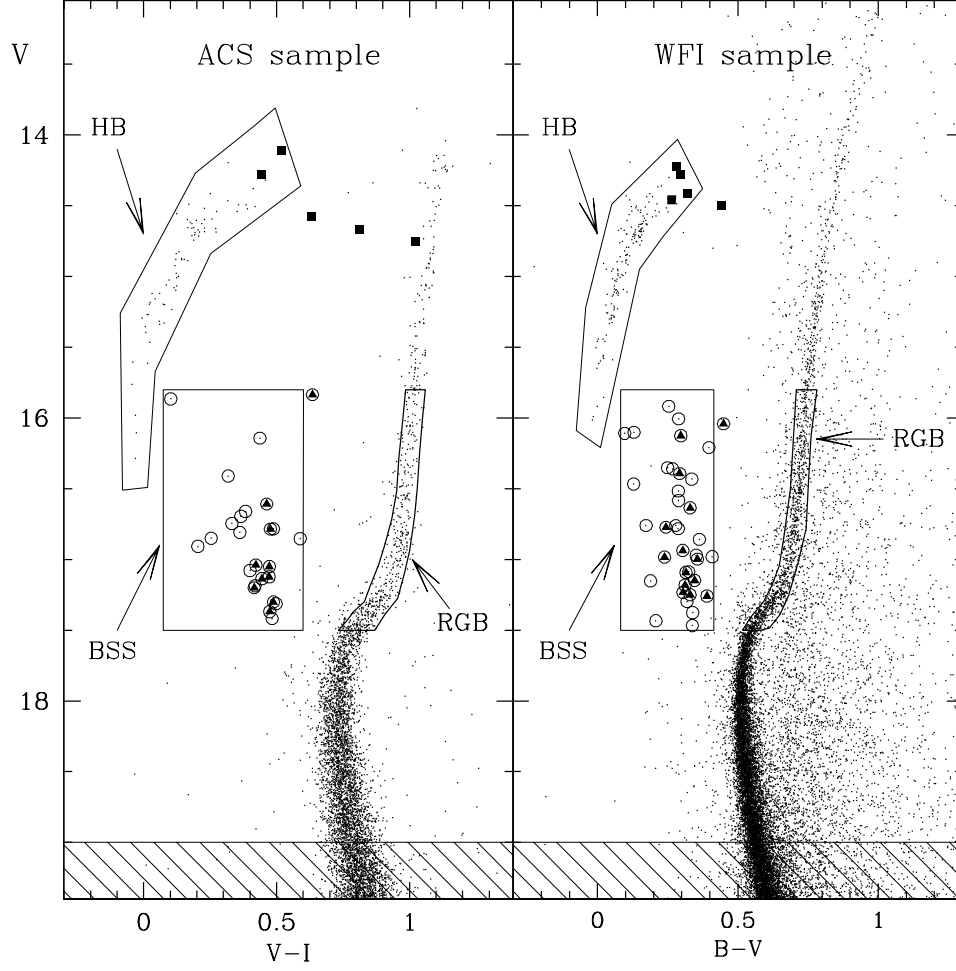 V
ACS sample
WFI sample
HB
HB
14
16
18
RGB
RGB
BSS
BSS
0
0.5
1
0
0.5
1
V-I
B-V